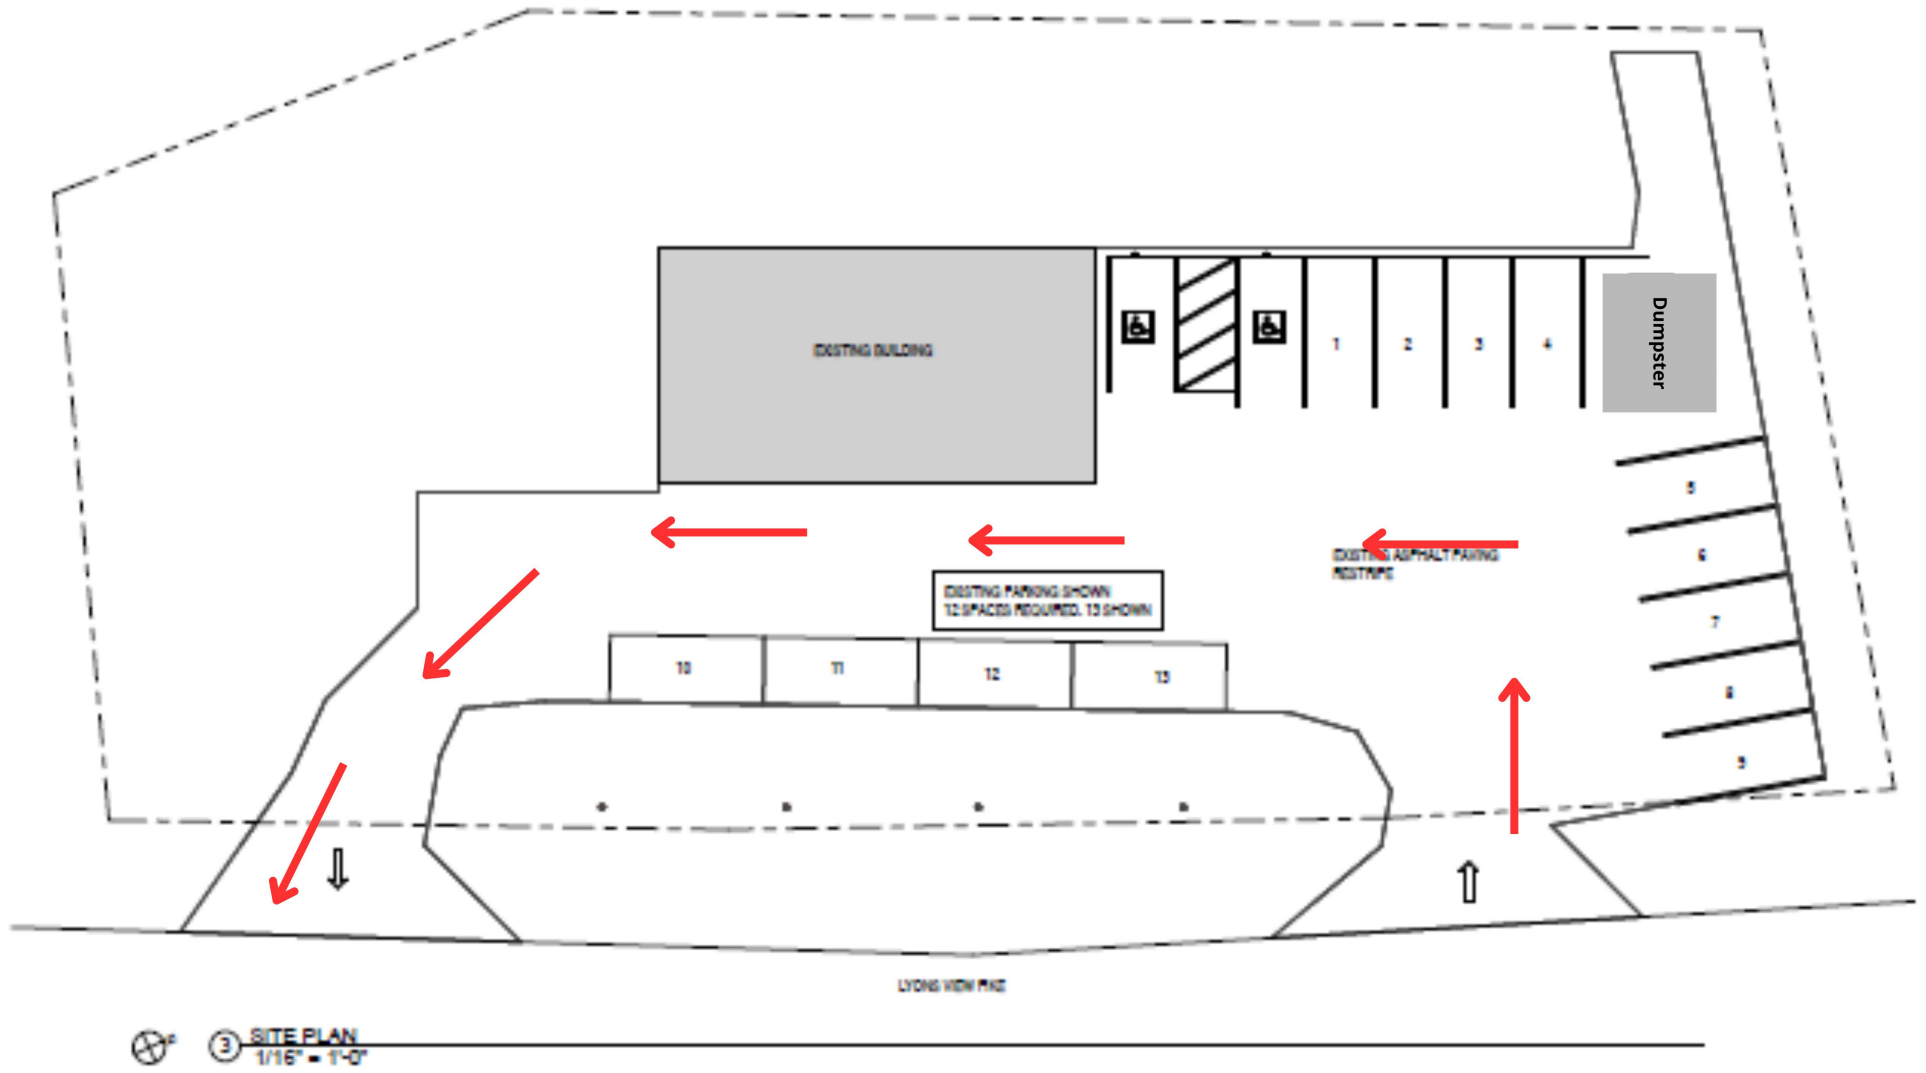 Dumpster
EXISTING BUILDING
1
2
3
4
5
6
7
8
9
EXISTING ASPHALT PAVING
RESTRIPE
EXISTING PARKING SHOWN
12 SPACES REQUIRED, 13 SHOWN
10
11
12
13
LYONS VIEW PIKE
N
3
SITE PLAN
1/16" = 1'-0"